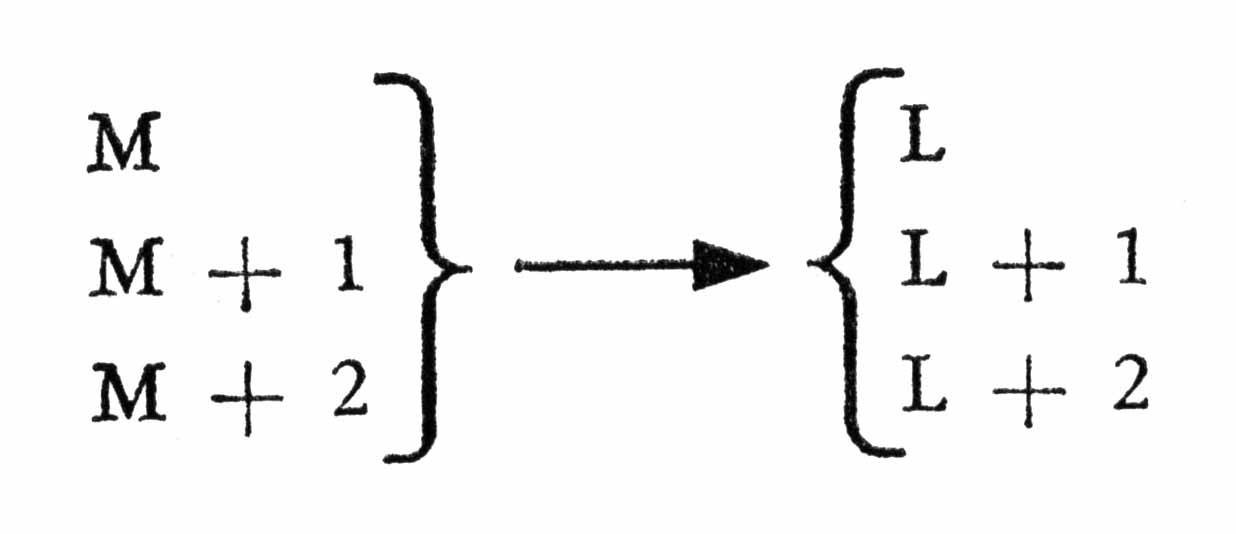 M L
M + 1 L + 1
M + 2 L + 2